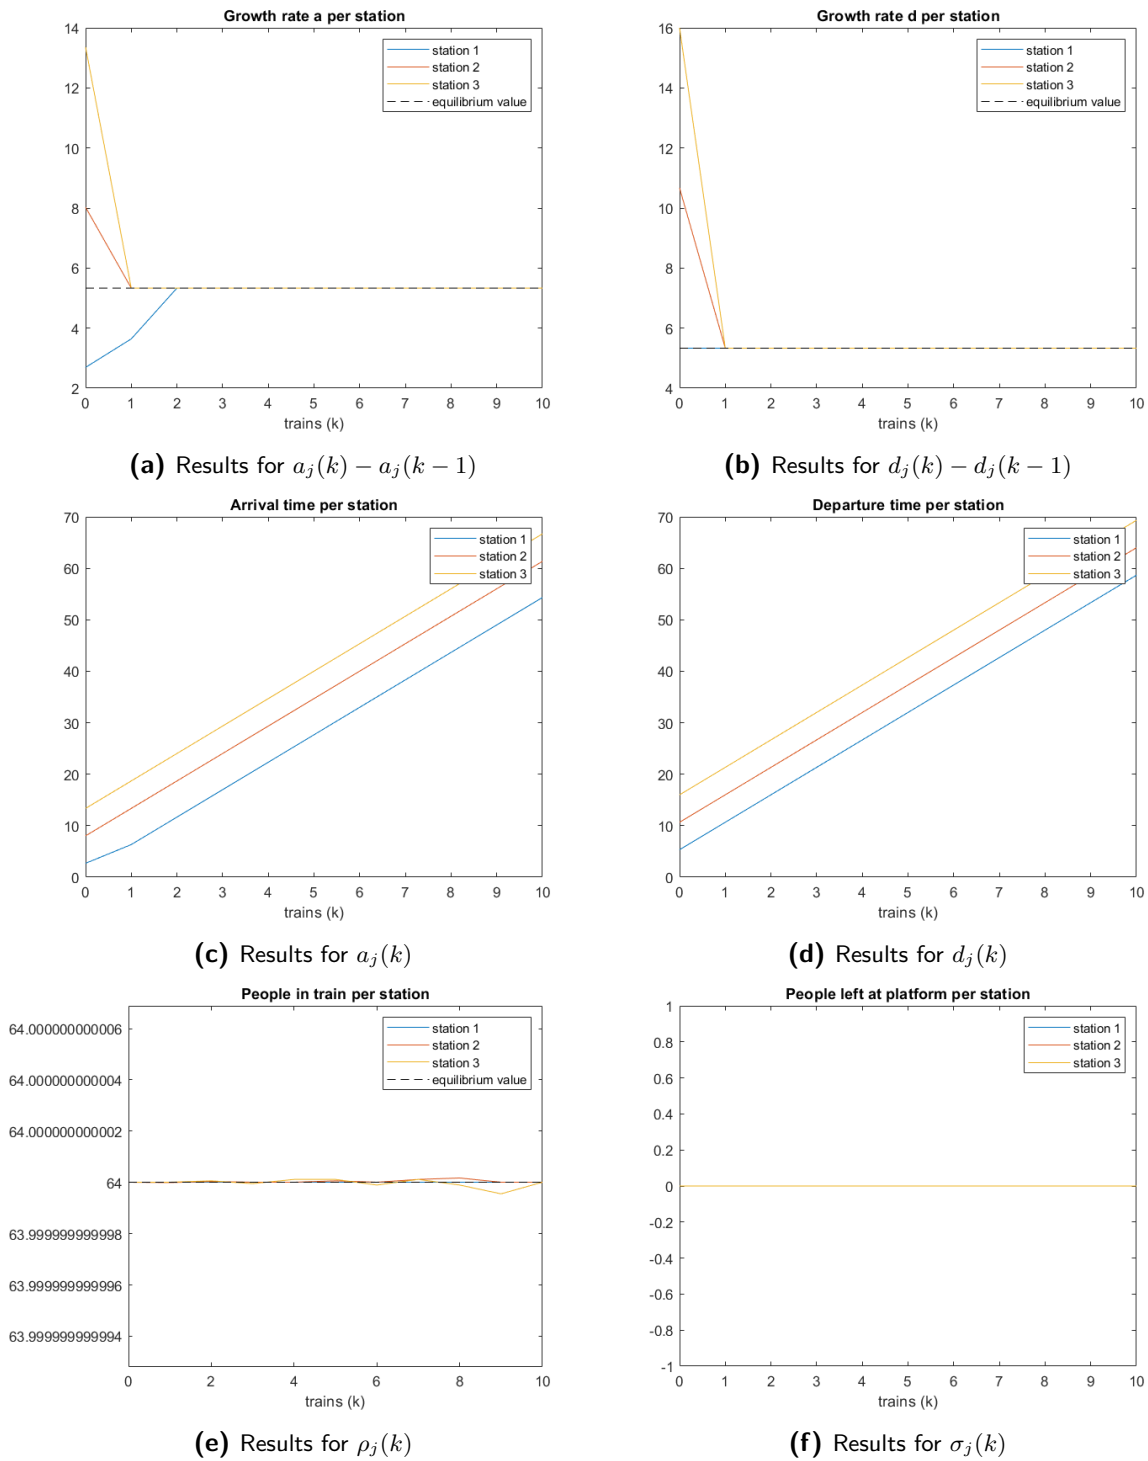 Growth rate a per station
14
12
10
8
6
4
2
station 1
station 2
station 3
equilibrium value
0 1 2 3 4 5 6 7 8 9 10
trains (k)
(a) Results for a_j(k) − a_j(k − 1)
Growth rate d per station
16
14
12
10
8
6
4
station 1
station 2
station 3
equilibrium value
0 1 2 3 4 5 6 7 8 9 10
trains (k)
(b) Results for d_j(k) − d_j(k − 1)
Arrival time per station
70
60
50
40
30
20
10
0
station 1
station 2
station 3
0 1 2 3 4 5 6 7 8 9 10
trains (k)
(c) Results for a_j(k)
Departure time per station
70
60
50
40
30
20
10
0
station 1
station 2
station 3
0 1 2 3 4 5 6 7 8 9 10
trains (k)
(d) Results for d_j(k)
People in train per station
64.000000000006
64.000000000004
64.000000000002
64
63.999999999998
63.999999999996
63.999999999994
station 1
station 2
station 3
equilibrium value
0 2 4 6 8 10
trains (k)
(e) Results for ρ_j(k)
People left at platform per station
1
0.8
0.6
0.4
0.2
0
-0.2
-0.4
-0.6
-0.8
-1
station 1
station 2
station 3
0 1 2 3 4 5 6 7 8 9 10
trains (k)
(f) Results for σ_j(k)